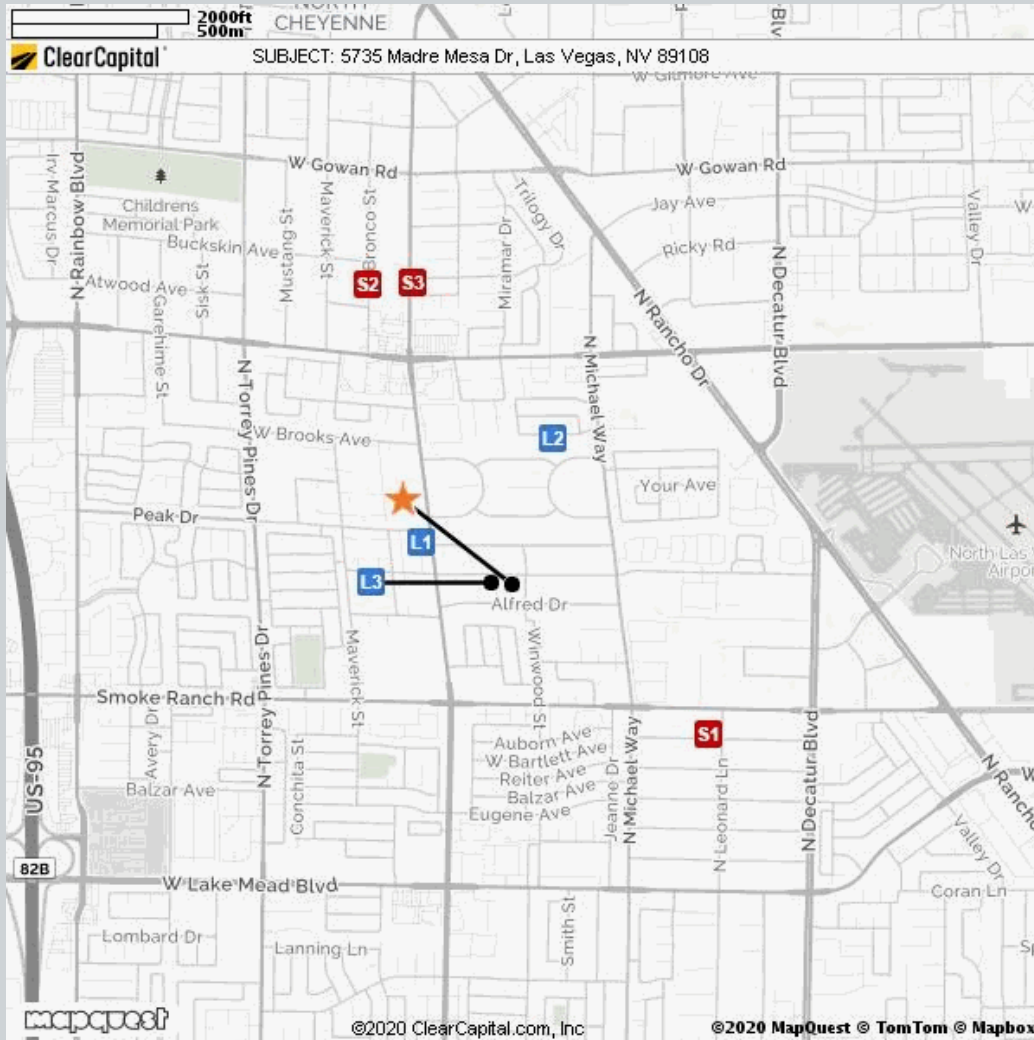 NORTH
CHEYENNE
2000ft
500m
ClearCapital
SUBJECT: 5735 Madre Mesa Dr, Las Vegas, NV 89108
W Gilmore Ave
W Gowan Rd
W Gowan Rd
Irv Marcus Dr
N Rainbow Blvd
Childrens
Memorial Park
Maverick St
Bronco St
Trilogy Dr
Jay Ave
Valley Dr
Buckskin Ave
Mustang St
Miramar Dr
Ricky Rd
N Decatur Blvd
Atwood Ave
Sisk St
S2
S3
Garehime St
N Rancho Dr
N Michael Way
N Torrey Pines Dr
W Brooks Ave
L2
Your Ave
Peak Dr
L1
North Las
L3
Alfred Dr
Maverick St
Winwood St
N Torrey Pines Dr
Smoke Ranch Rd
S1
US-95
Avery Dr
Conchita St
Auborn Ave
W Bartlett Ave
Reiter Ave
Balzar Ave
Eugene Ave
Jeanne Dr
N Michael Way
N Leonard Ln
N Decatur Blvd
Balzar Ave
N Rancho
Valley Dr
82B
W Lake Mead Blvd
Coran Ln
Lombard Dr
Lanning Ln
Smith St
mapquest
©2020 ClearCapital.com, Inc
©2020 MapQuest © TomTom © Mapbox